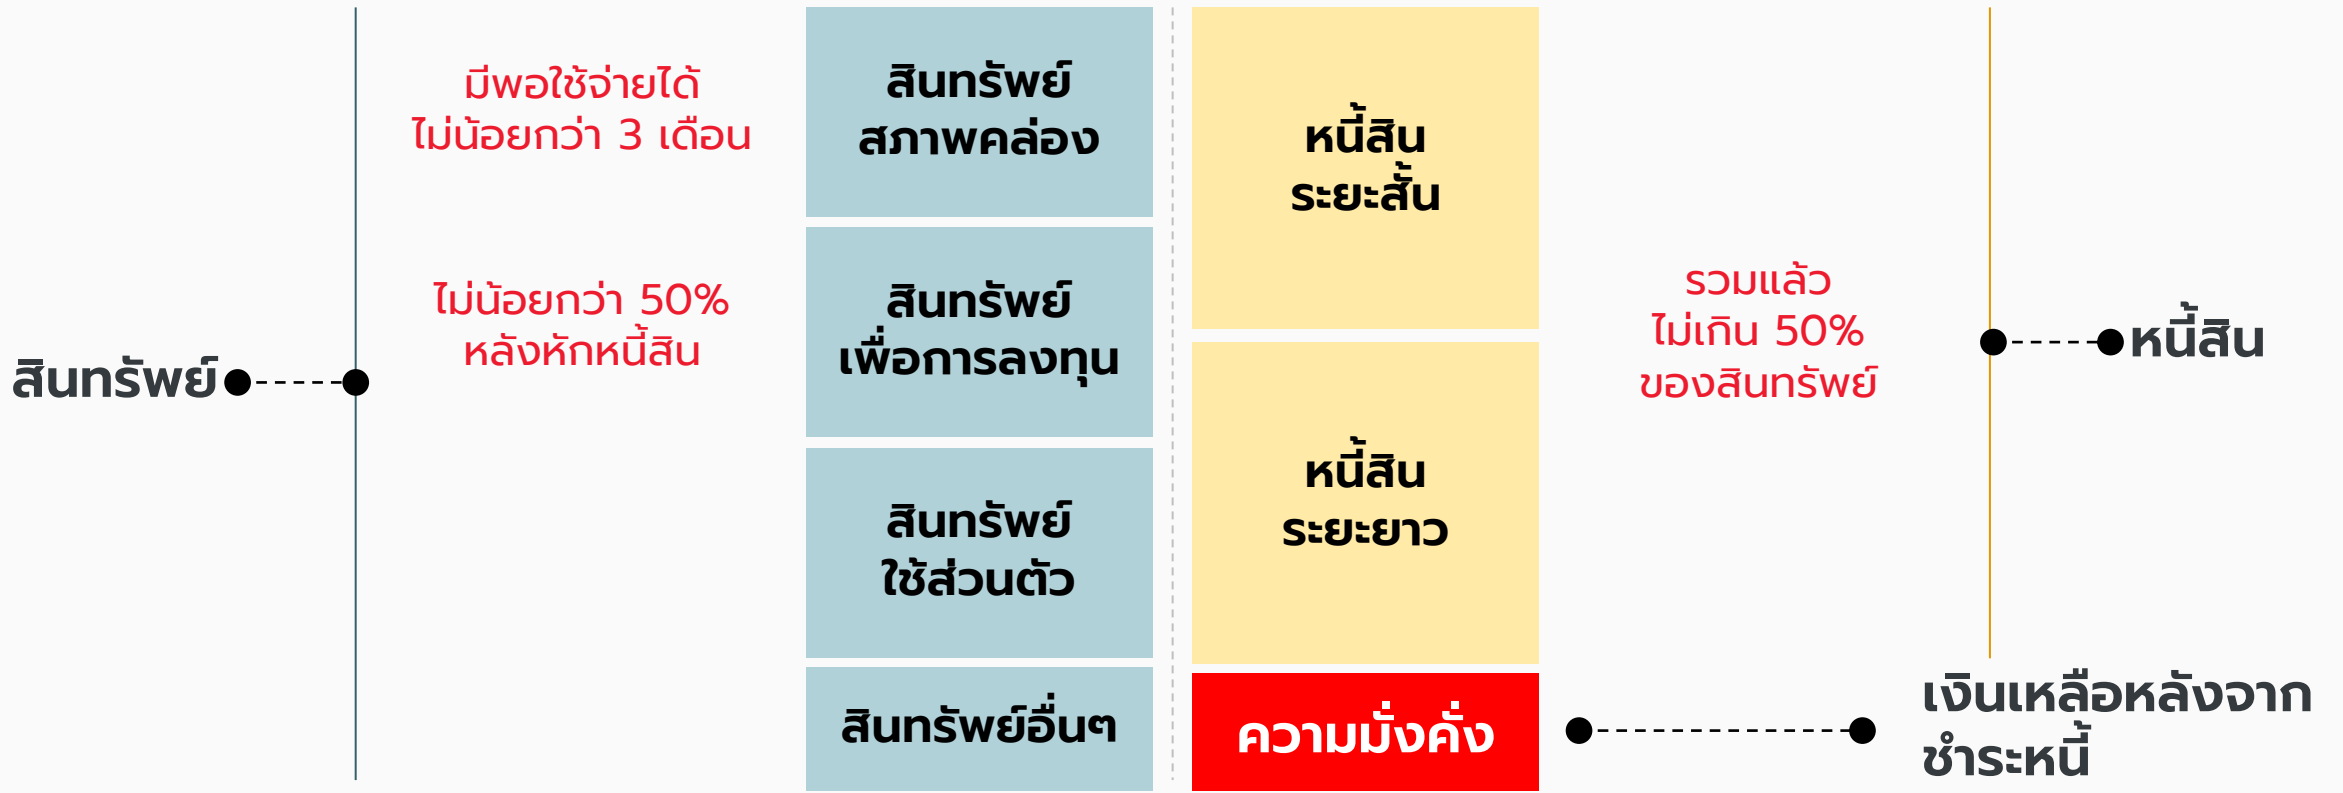 สินทรัพย์
มีพอใช้จ่ายได้
ไม่น้อยกว่า 3 เดือน
ไม่น้อยกว่า 50%
หลังหักหนี้สิน
สินทรัพย์
สภาพคล่อง
สินทรัพย์
เพื่อการลงทุน
สินทรัพย์
ใช้ส่วนตัว
สินทรัพย์อื่นๆ
หนี้สิน
ระยะสั้น
หนี้สิน
ระยะยาว
ความมั่งคั่ง
รวมแล้ว
ไม่เกิน 50%
ของสินทรัพย์
หนี้สิน
เงินเหลือหลังจาก
ชำระหนี้